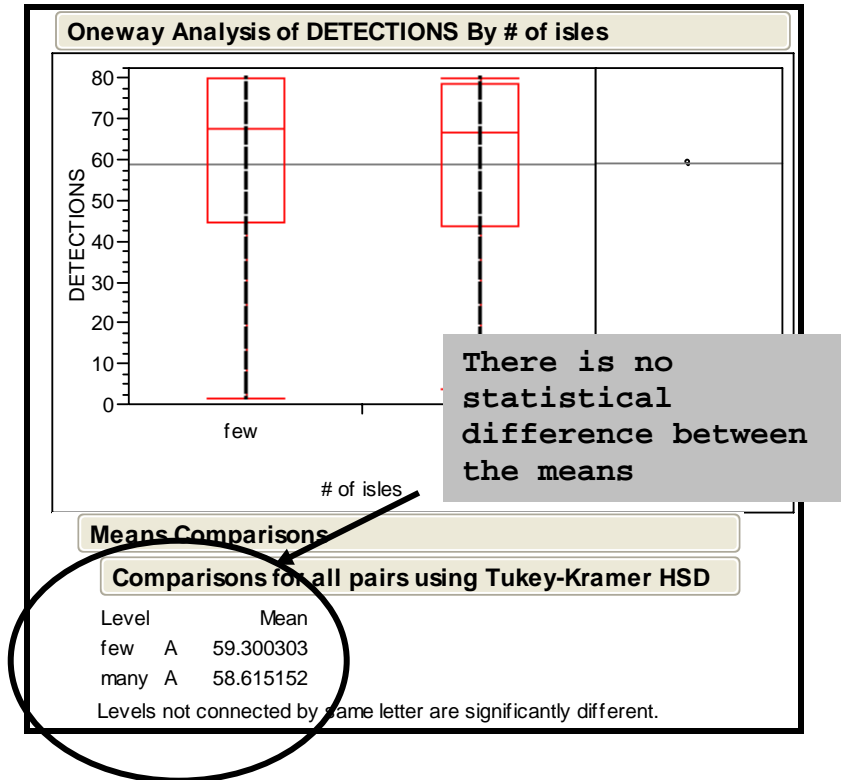 Oneway Analysis of DETECTIONS By # of isles
80
70
60
50
40
30
20
10
0
DETECTIONS
few
# of isles
There is no
statistical
difference between
the means
Means Comparisons
Comparisons for all pairs using Tukey-Kramer HSD
Level Mean
few A 59.300303
many A 58.615152
Levels not connected by same letter are significantly different.